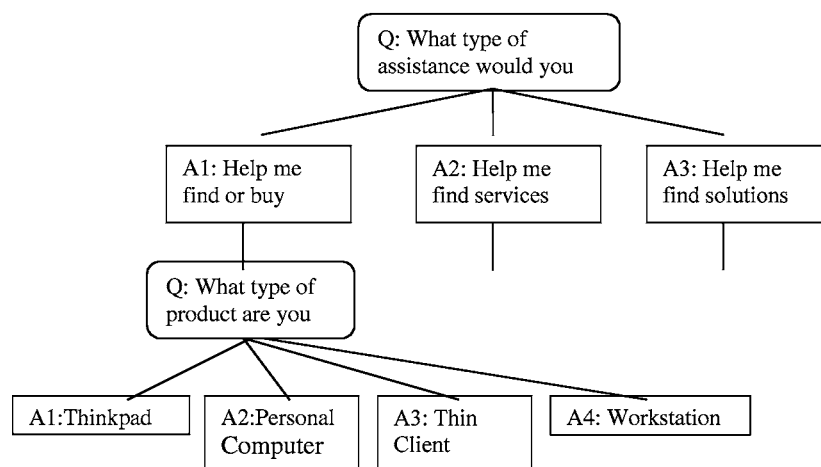 Q: What type of
assistance would you
A1: Help me
find or buy
A2: Help me
find services
A3: Help me
find solutions
Q: What type of
product are you
A1:Thinkpad
A2:Personal
Computer
A3: Thin
Client
A4: Workstation